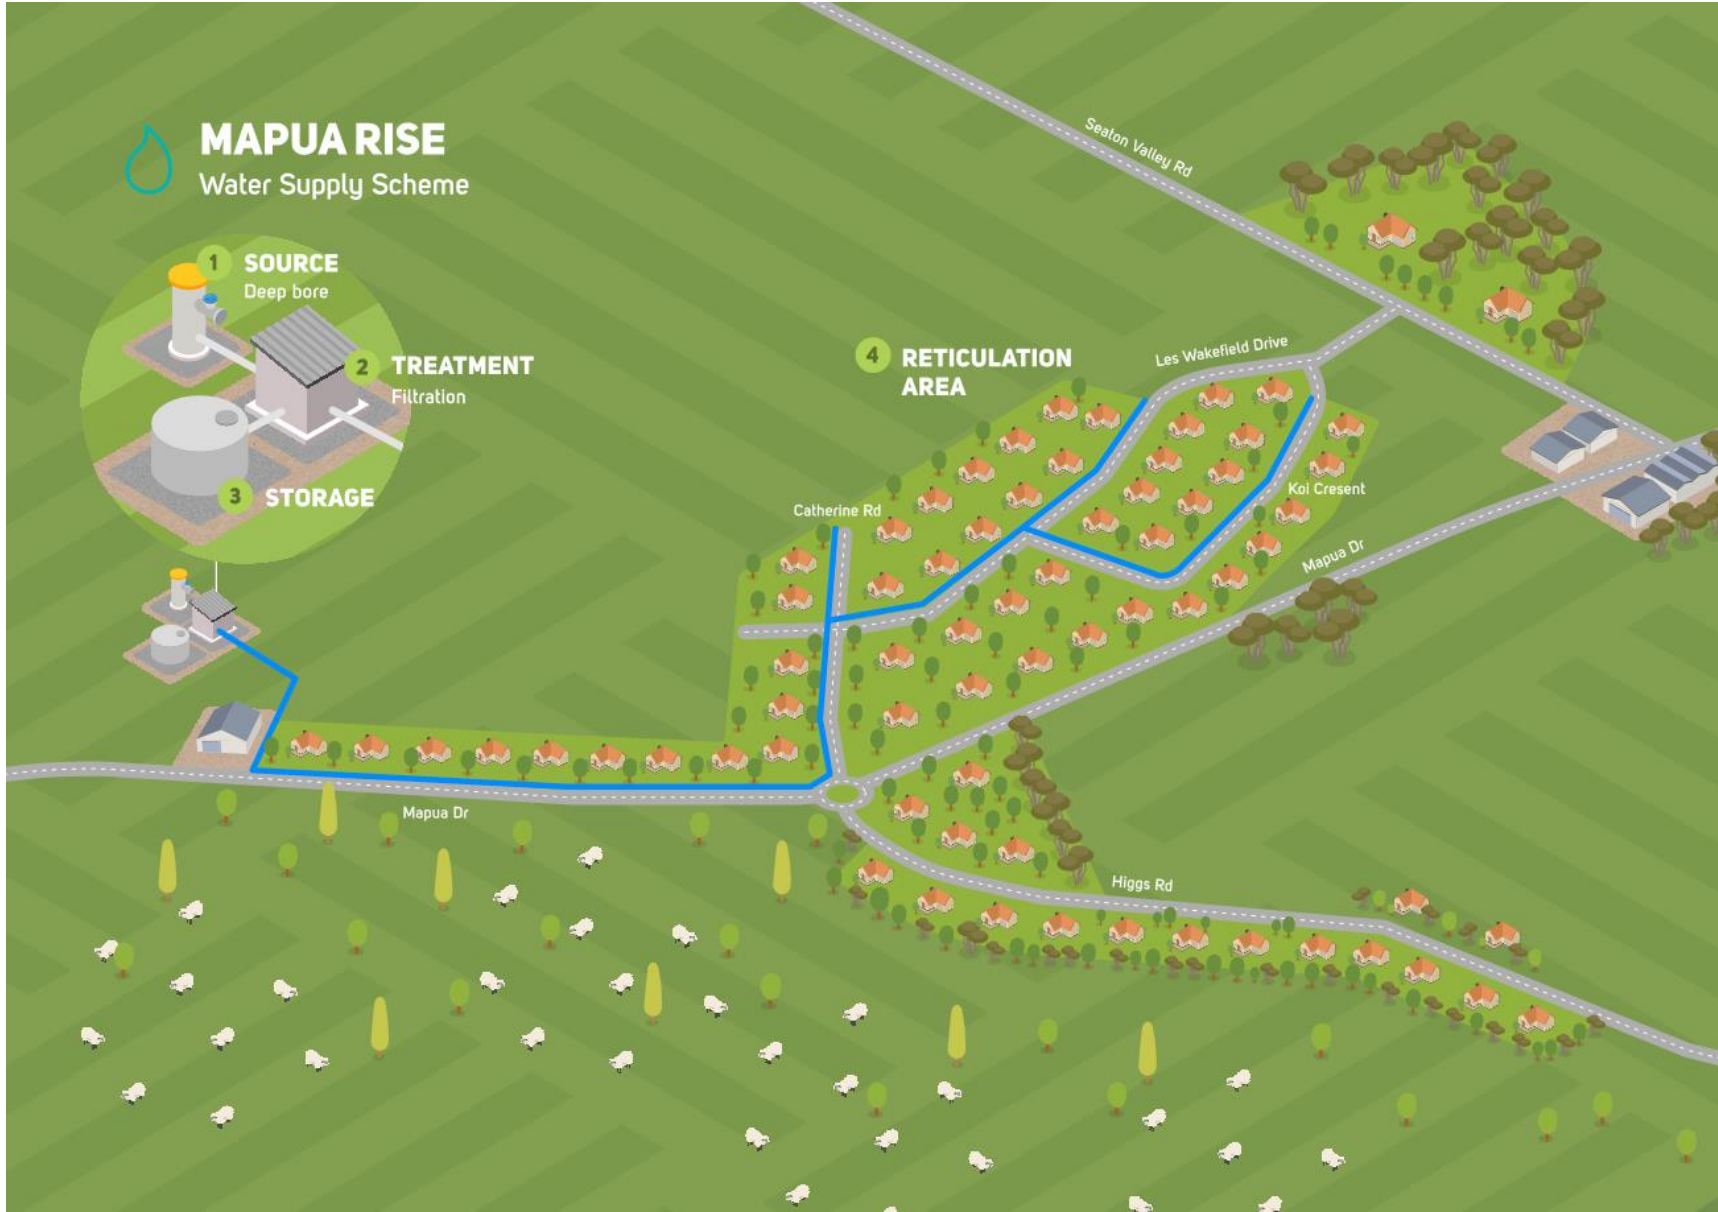 MAPUA RISE
Water Supply Scheme
1 SOURCE
Deep bore
2 TREATMENT
Filtration
3 STORAGE
4 RETICULATION
AREA
Seaton Valley Rd
Les Wakefield Drive
Koi Cresent
Catherine Rd
Mapua Dr
Mapua Dr
Higgs Rd